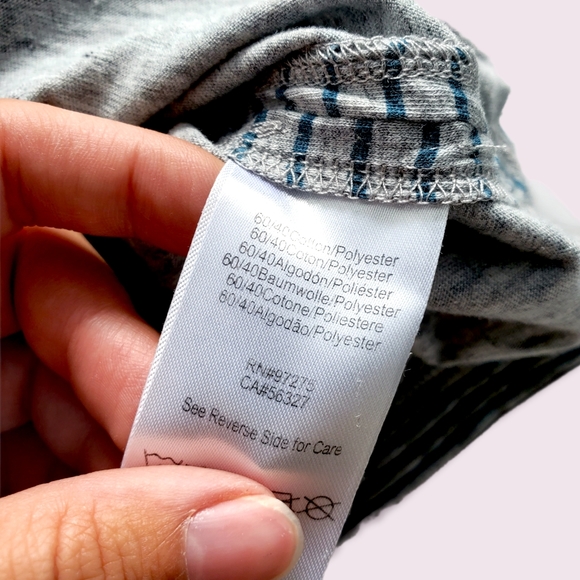 60/40Cotton/Polyester
60/40Coton/Polyester
60/40Algodón/Poliéster
60/40Baumwolle/Polyester
60/40Cotone/Poliestere
60/40Algodão/Polyester
RN#97275
CA#56327
See Reverse Side for Care